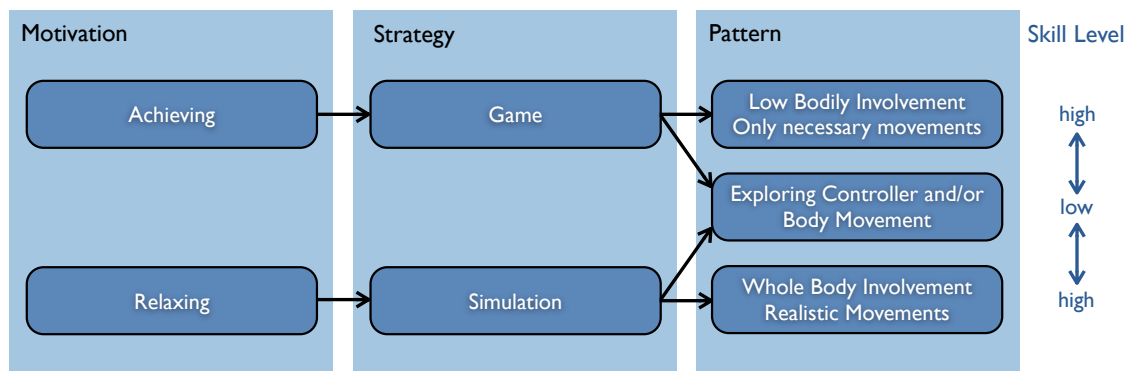 Motivation
Strategy
Pattern
Skill Level
Achieving
Game
Low Bodily Involvement
Only necessary movements
high
Exploring Controller and/or
Body Movement
low
Relaxing
Simulation
Whole Body Involvement
Realistic Movements
high